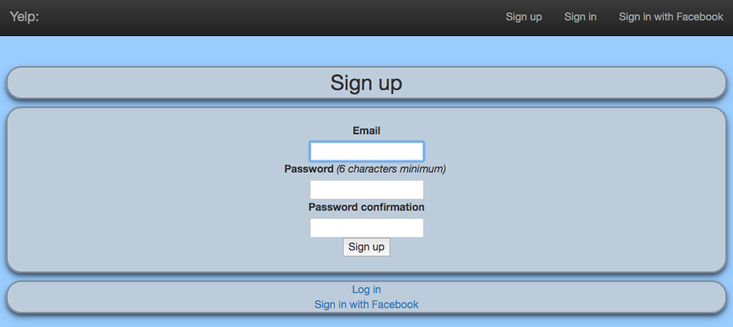 Yelp: Sign up Sign in Sign in with Facebook
Sign up
Email
Password (6 characters minimum)
Password confirmation
Sign up
Log in
Sign in with Facebook